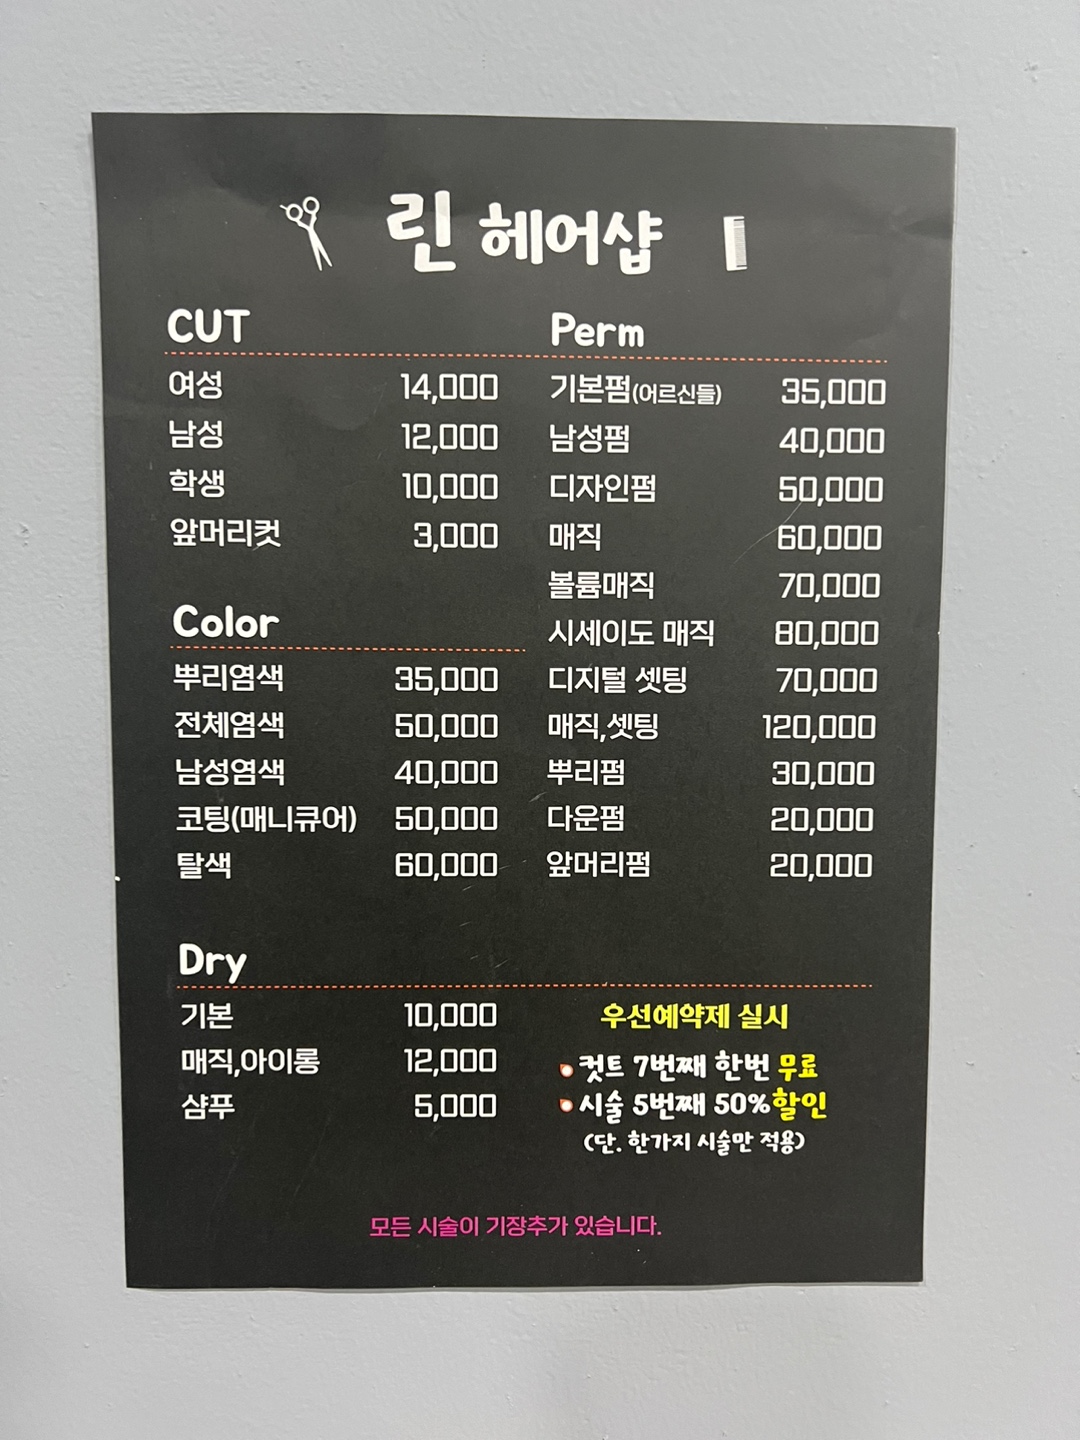 린 헤어샵
CUT
여성 14,000
남성 12,000
학생 10,000
앞머리컷 3,000
Color
뿌리염색 35,000
전체염색 50,000
남성염색 40,000
코팅(매니큐어) 50,000
탈색 60,000
Perm
기본펌(어르신들) 35,000
남성펌 40,000
디자인펌 50,000
매직 60,000
볼륨매직 70,000
시세이도 매직 80,000
디지털 셋팅 70,000
매직,셋팅 120,000
뿌리펌 30,000
다운펌 20,000
앞머리펌 20,000
Dry
기본 10,000
매직,아이롱 12,000
샴푸 5,000
우선예약제 실시
컷트 7번째 한번 무료
시술 5번째 50%할인
(단. 한가지 시술만 적용)
모든 시술이 기장추가 있습니다.